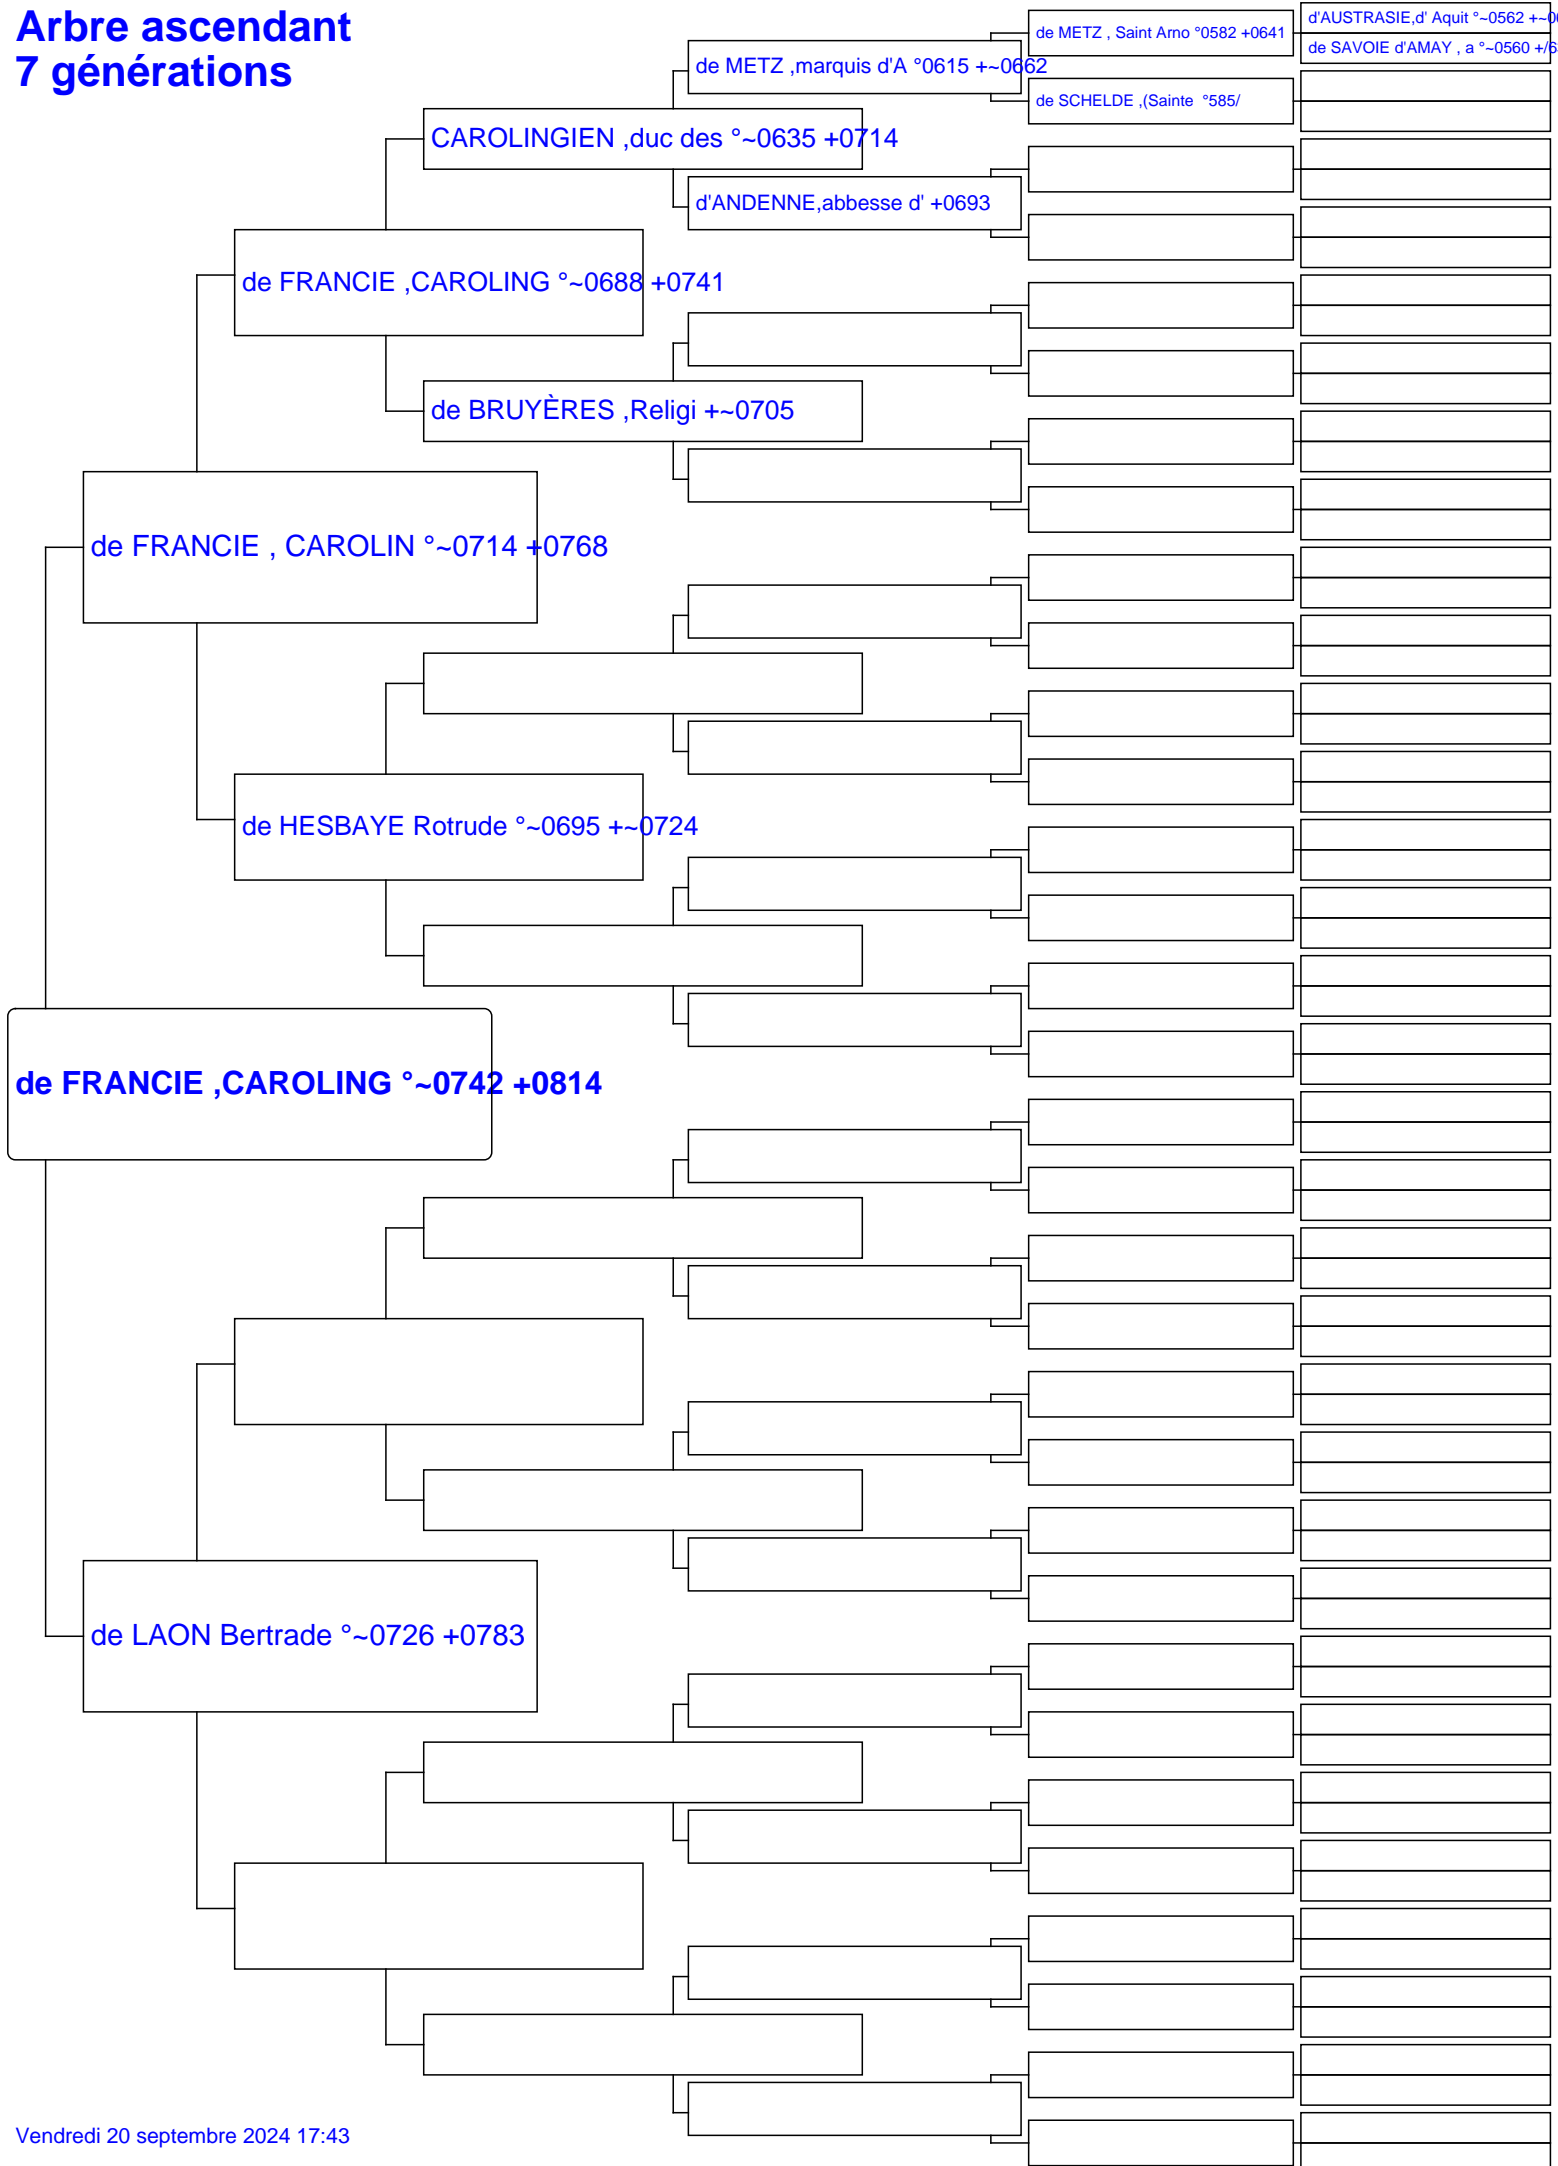 Arbre ascendant
7 générations
de METZ , Saint Arno °0582 +0641
d'AUSTRASIE,d' Aquit °~0562 +~0
de SAVOIE d'AMAY , a °~0560 +/6
de METZ ,marquis d'A °0615 +~0662
de SCHELDE ,(Sainte °585/
CAROLINGIEN ,duc des °~0635 +0714
d'ANDENNE,abbesse d' +0693
de FRANCIE ,CAROLING °~0688 +0741
de BRUYÈRES ,Religi +~0705
de FRANCIE , CAROLIN °~0714 +0768
de HESBAYE Rotrude °~0695 +~0724
de FRANCIE ,CAROLING °~0742 +0814
de LAON Bertrade °~0726 +0783
Vendredi 20 septembre 2024 17:43